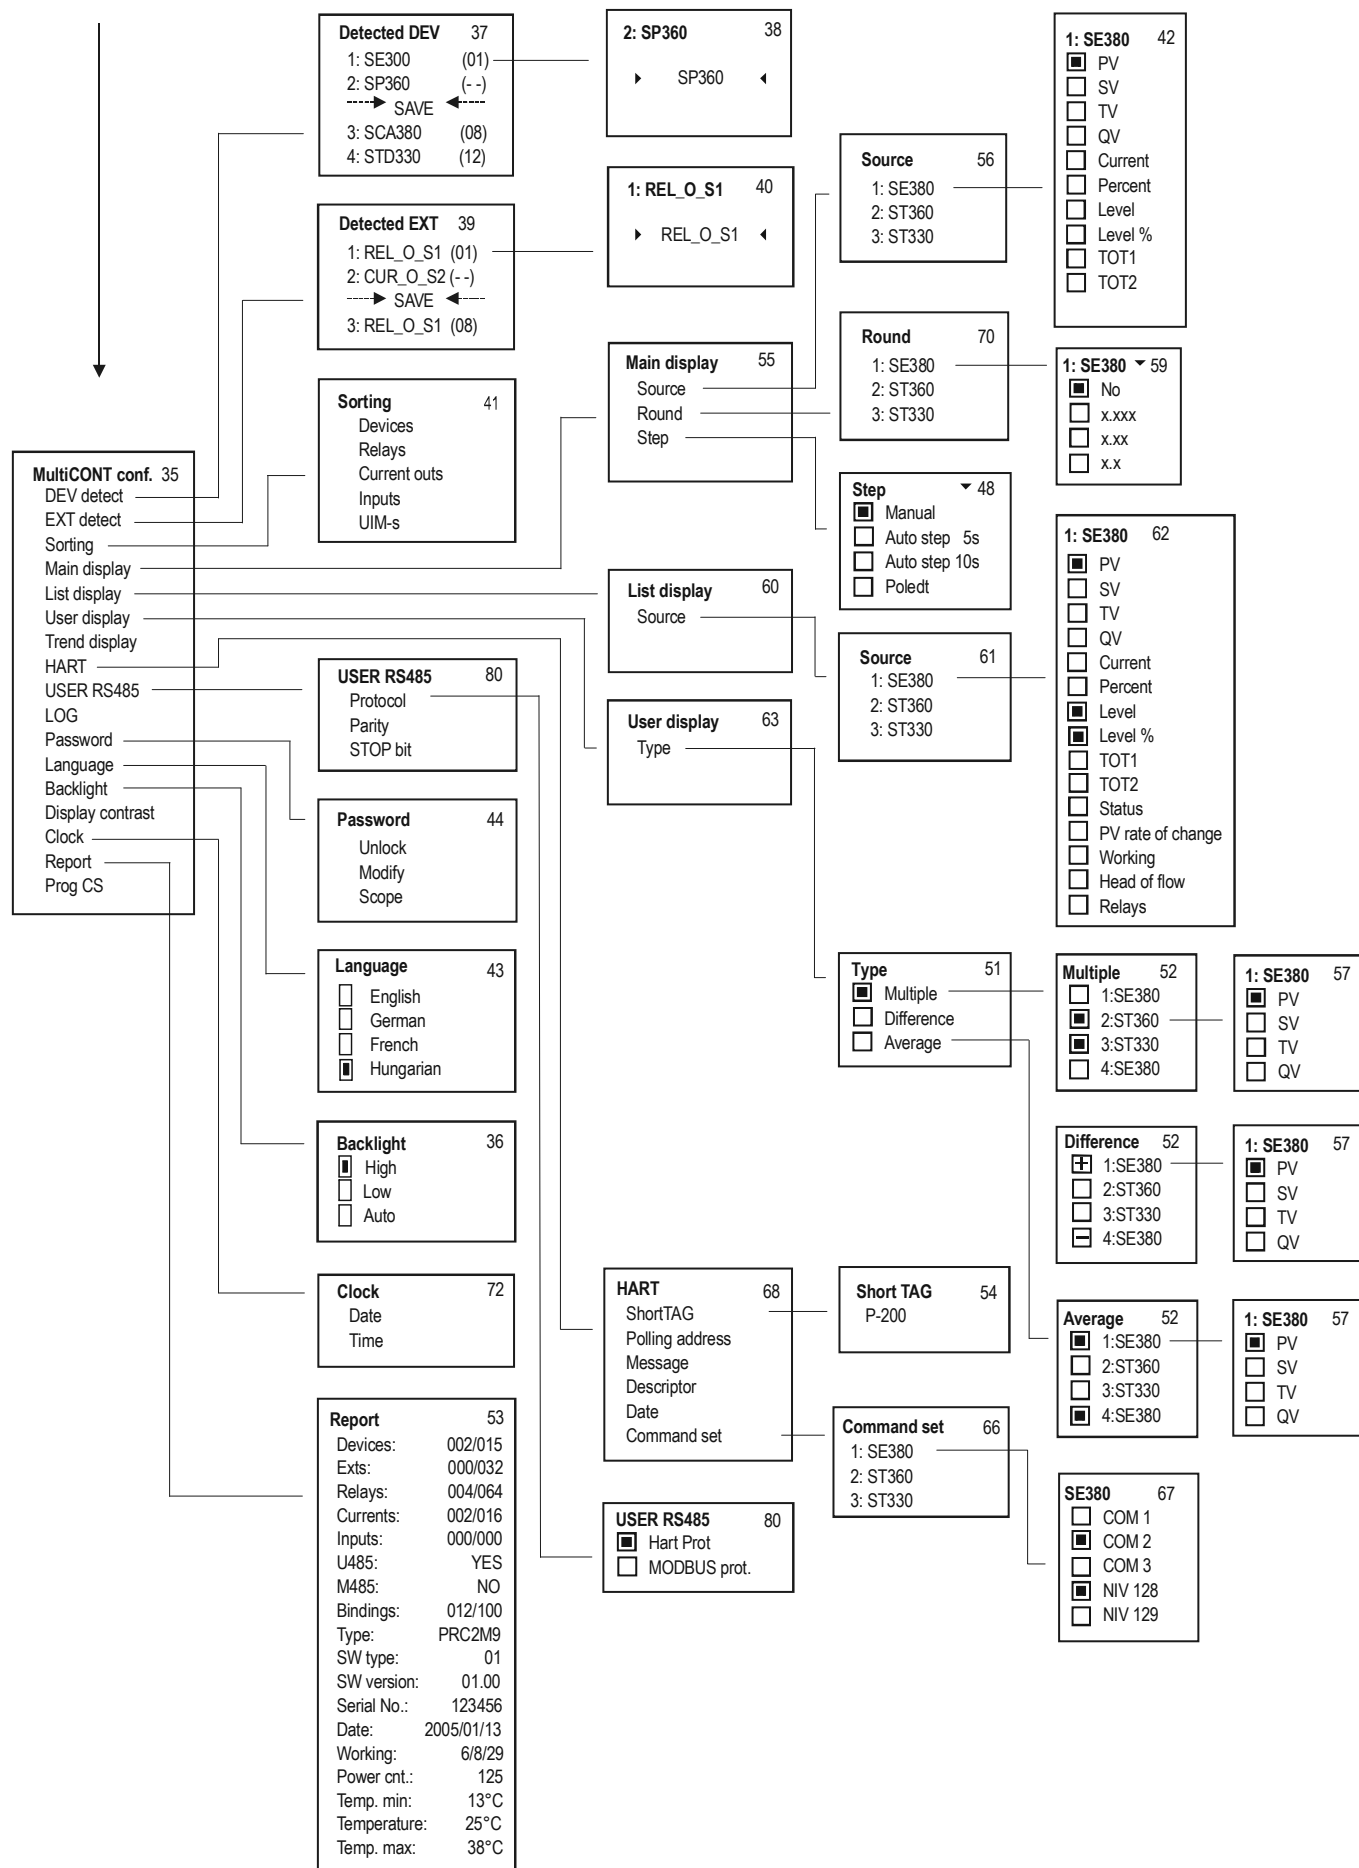 Detected DEV 37
1: SE300 (01)
2: SP360 (- -)
SAVE
3: SCA380 (08)
4: STD330 (12)
2: SP360 38
SP360
1: SE380 42
PV
SV
TV
QV
Current
Percent
Level
Level %
TOT1
TOT2
Detected EXT 39
1: REL_O_S1 (01)
2: CUR_O_S2 (- -)
SAVE
3: REL_O_S1 (08)
1: REL_O_S1 40
REL_O_S1
Source 56
1: SE380
2: ST360
3: ST330
Sorting 41
Devices
Relays
Current outs
Inputs
UIM-s
Main display 55
Source
Round
Step
Round 70
1: SE380
2: ST360
3: ST330
1: SE380 59
No
x.xxx
x.xx
x.x
MultiCONT conf. 35
DEV detect
EXT detect
Sorting
Main display
List display
User display
Trend display
HART
USER RS485
LOG
Password
Language
Backlight
Display contrast
Clock
Report
Prog CS
Step 48
Manual
Auto step 5s
Auto step 10s
Poledt
1: SE380 62
PV
SV
TV
QV
Current
Percent
Level
Level %
TOT1
TOT2
Status
PV rate of change
Working
Head of flow
Relays
List display 60
Source
Source 61
1: SE380
2: ST360
3: ST330
USER RS485 80
Protocol
Parity
STOP bit
User display 63
Type
Password 44
Unlock
Modify
Scope
Language 43
English
German
French
Hungarian
Type 51
Multiple
Difference
Average
Multiple 52
1:SE380
2:ST360
3:ST330
4:SE380
1: SE380 57
PV
SV
TV
QV
Backlight 36
High
Low
Auto
Difference 52
1:SE380
2:ST360
3:ST330
4:SE380
1: SE380 57
PV
SV
TV
QV
Clock 72
Date
Time
HART 68
ShortTAG
Polling address
Message
Descriptor
Date
Command set
Short TAG 54
P-200
Average 52
1:SE380
2:ST360
3:ST330
4:SE380
1: SE380 57
PV
SV
TV
QV
Report 53
Devices: 002/015
Exts: 000/032
Relays: 004/064
Currents: 002/016
Inputs: 000/000
U485: YES
M485: NO
Bindings: 012/100
Type: PRC2M9
SW type: 01
SW version: 01.00
Serial No.: 123456
Date: 2005/01/13
Working: 6/8/29
Power cnt.: 125
Temp. min: 13°C
Temperature: 25°C
Temp. max: 38°C
Command set 66
1: SE380
2: ST360
3: ST330
USER RS485 80
Hart Prot
MODBUS prot.
SE380 67
COM 1
COM 2
COM 3
NIV 128
NIV 129